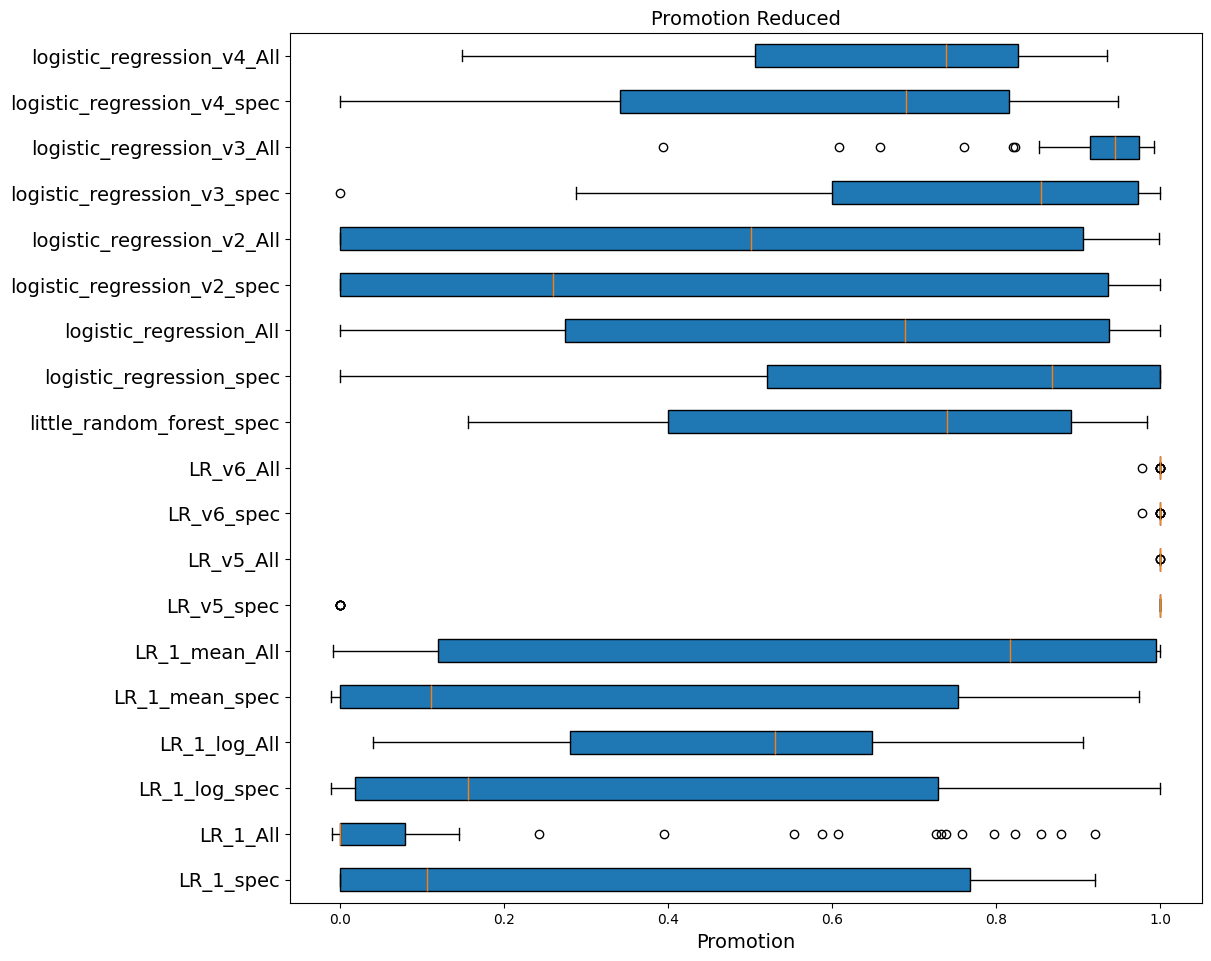 Promotion Reduced
logistic_regression_v4_All
logistic_regression_v4_spec
logistic_regression_v3_All
logistic_regression_v3_spec
logistic_regression_v2_All
logistic_regression_v2_spec
logistic_regression_All
logistic_regression_spec
little_random_forest_spec
LR_v6_All
LR_v6_spec
LR_v5_All
LR_v5_spec
LR_1_mean_All
LR_1_mean_spec
LR_1_log_All
LR_1_log_spec
LR_1_All
LR_1_spec
0.0 0.2 0.4 0.6 0.8 1.0
Promotion